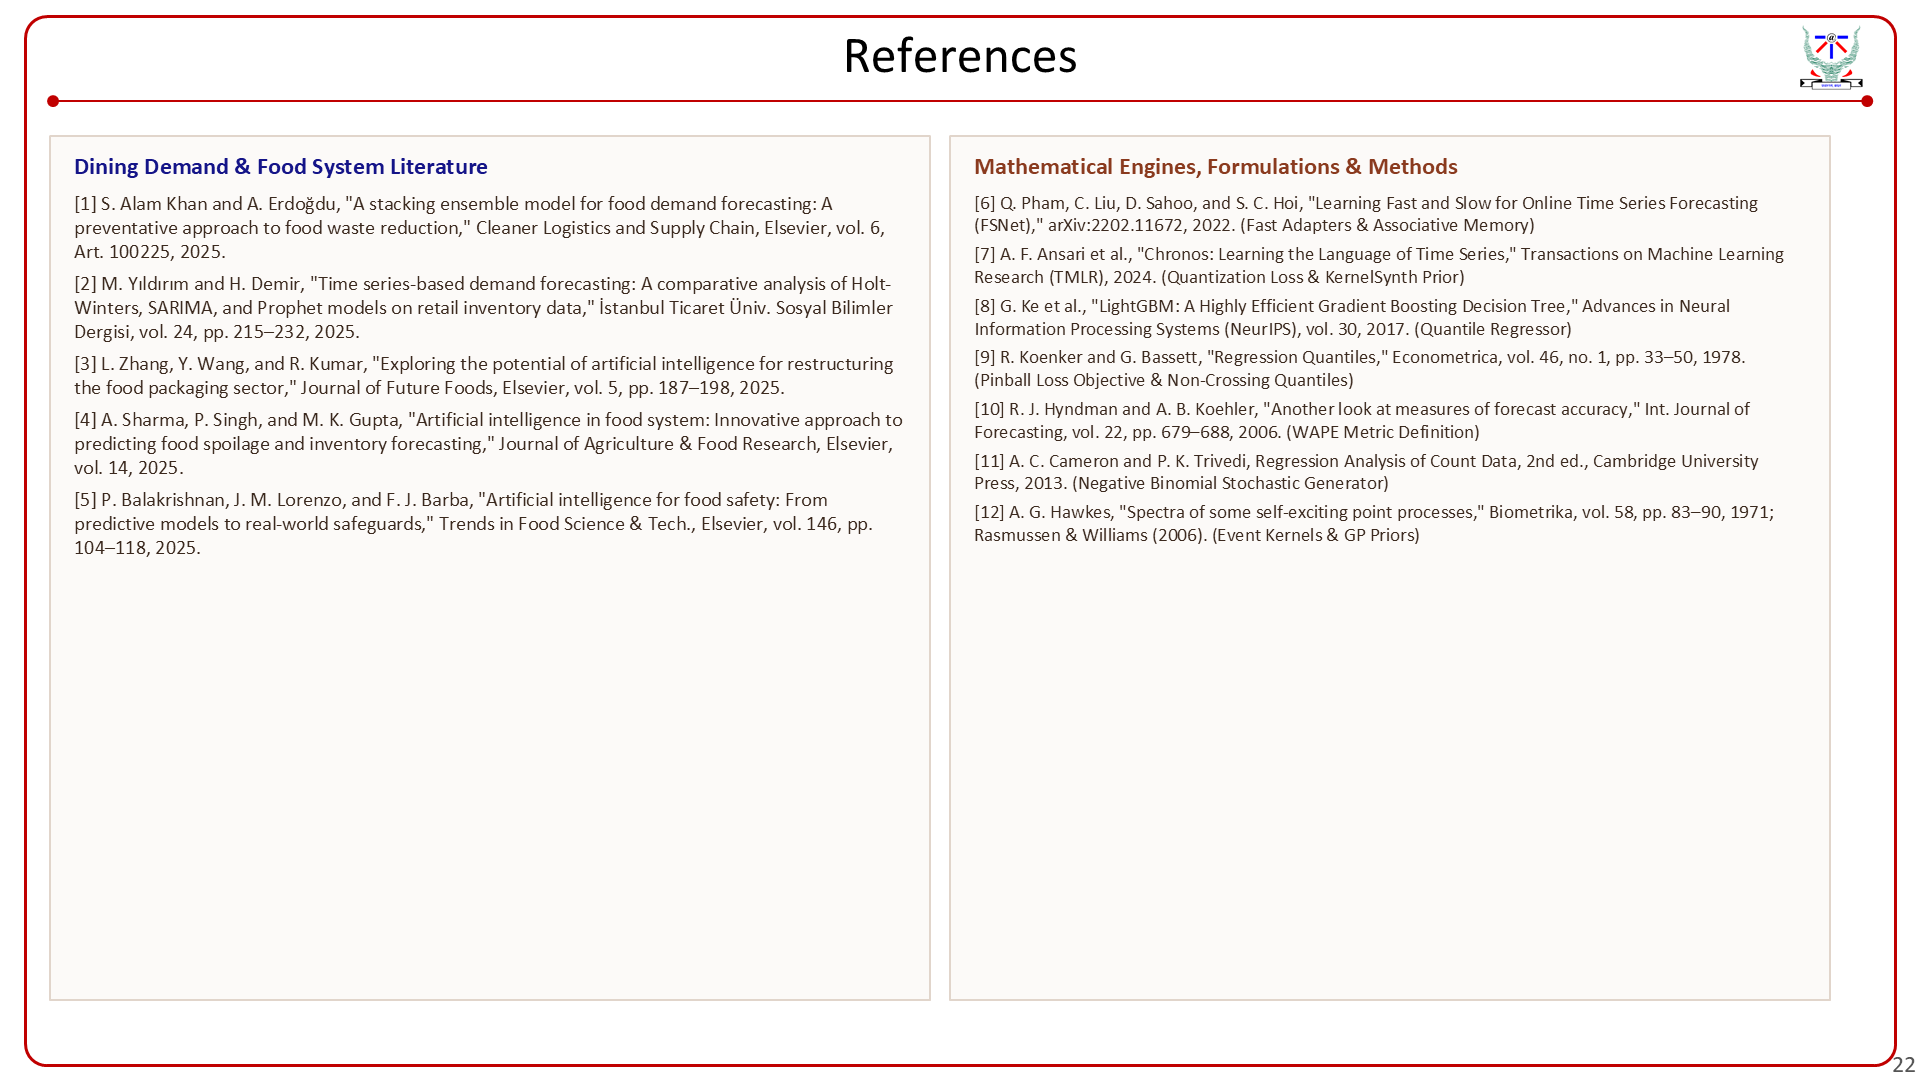 References
Dining Demand & Food System Literature
[1] S. Alam Khan and A. Erdoğdu, "A stacking ensemble model for food demand forecasting: A
preventative approach to food waste reduction," Cleaner Logistics and Supply Chain, Elsevier, vol. 6,
Art. 100225, 2025.
[2] M. Yıldırım and H. Demir, "Time series-based demand forecasting: A comparative analysis of Holt-
Winters, SARIMA, and Prophet models on retail inventory data," İstanbul Ticaret Üniv. Sosyal Bilimler
Dergisi, vol. 24, pp. 215–232, 2025.
[3] L. Zhang, Y. Wang, and R. Kumar, "Exploring the potential of artificial intelligence for restructuring
the food packaging sector," Journal of Future Foods, Elsevier, vol. 5, pp. 187–198, 2025.
[4] A. Sharma, P. Singh, and M. K. Gupta, "Artificial intelligence in food system: Innovative approach to
predicting food spoilage and inventory forecasting," Journal of Agriculture & Food Research, Elsevier,
vol. 14, 2025.
[5] P. Balakrishnan, J. M. Lorenzo, and F. J. Barba, "Artificial intelligence for food safety: From
predictive models to real-world safeguards," Trends in Food Science & Tech., Elsevier, vol. 146, pp.
104–118, 2025.
Mathematical Engines, Formulations & Methods
[6] Q. Pham, C. Liu, D. Sahoo, and S. C. Hoi, "Learning Fast and Slow for Online Time Series Forecasting
(FSNet)," arXiv:2202.11672, 2022. (Fast Adapters & Associative Memory)
[7] A. F. Ansari et al., "Chronos: Learning the Language of Time Series," Transactions on Machine Learning
Research (TMLR), 2024. (Quantization Loss & KernelSynth Prior)
[8] G. Ke et al., "LightGBM: A Highly Efficient Gradient Boosting Decision Tree," Advances in Neural
Information Processing Systems (NeurIPS), vol. 30, 2017. (Quantile Regressor)
[9] R. Koenker and G. Bassett, "Regression Quantiles," Econometrica, vol. 46, no. 1, pp. 33–50, 1978.
(Pinball Loss Objective & Non-Crossing Quantiles)
[10] R. J. Hyndman and A. B. Koehler, "Another look at measures of forecast accuracy," Int. Journal of
Forecasting, vol. 22, pp. 679–688, 2006. (WAPE Metric Definition)
[11] A. C. Cameron and P. K. Trivedi, Regression Analysis of Count Data, 2nd ed., Cambridge University
Press, 2013. (Negative Binomial Stochastic Generator)
[12] A. G. Hawkes, "Spectra of some self-exciting point processes," Biometrika, vol. 58, pp. 83–90, 1971;
Rasmussen & Williams (2006). (Event Kernels & GP Priors)
22